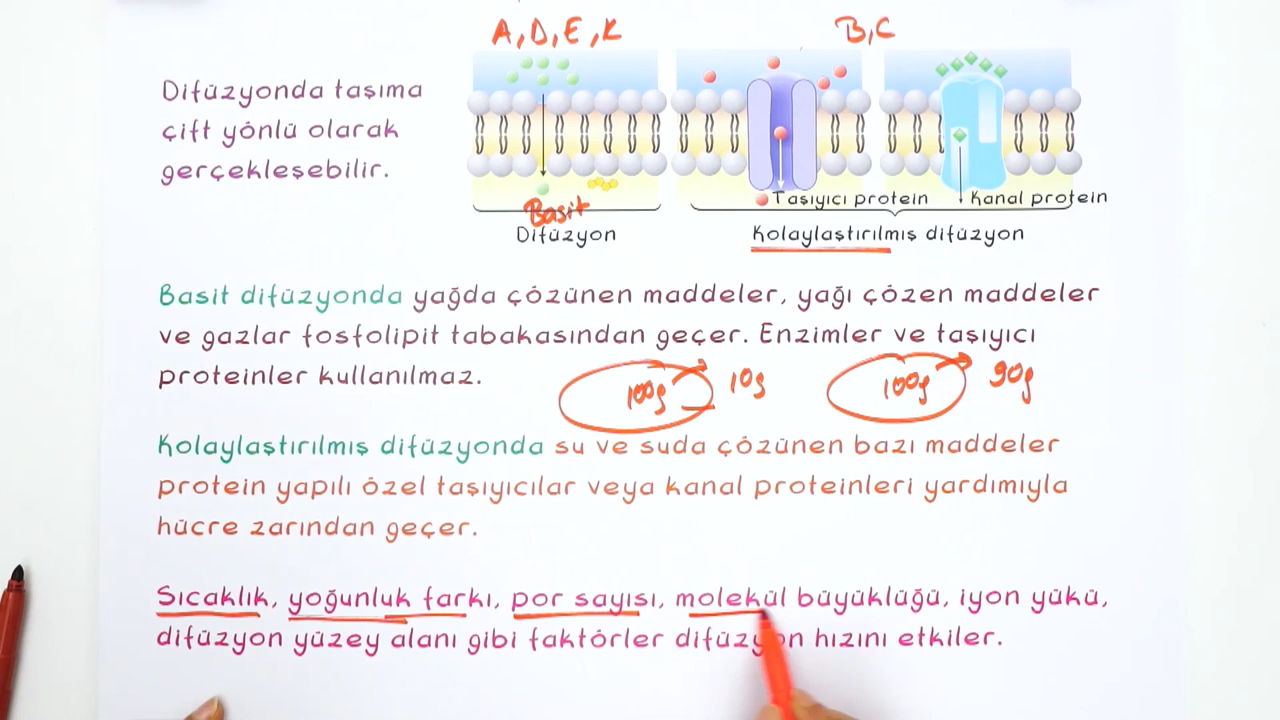 A, D, E, K
B, C
Difüzyonda taşıma
çift yönlü olarak
gerçekleşebilir.
Taşıyıcı protein
Kanal protein
Basit
Difüzyon
Kolaylaştırılmış difüzyon
Basit difüzyonda yağda çözünen maddeler, yağı çözen maddeler
ve gazlar fosfolipit tabakasından geçer. Enzimler ve taşıyıcı
proteinler kullanılmaz.
100g 10g 100g 90g
Kolaylaştırılmış difüzyonda su ve suda çözünen bazı maddeler
protein yapılı özel taşıyıcılar veya kanal proteinleri yardımıyla
hücre zarından geçer.
Sıcaklık, yoğunluk farkı, por sayısı, molekül büyüklüğü, iyon yükü,
difüzyon yüzey alanı gibi faktörler difüzyon hızını etkiler.